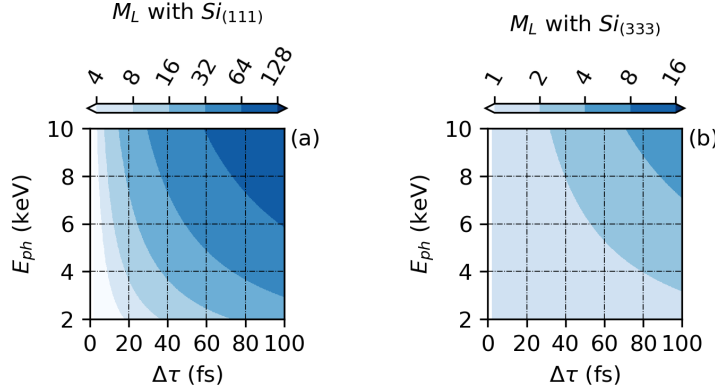 M_L with Si_(111)
4 8 16 32 64 128
(a)
10
8
6
4
2
E_ph (keV)
0 20 40 60 80 100
Δτ (fs)
M_L with Si_(333)
1 2 4 8 16
(b)
10
8
6
4
2
E_ph (keV)
0 20 40 60 80 100
Δτ (fs)